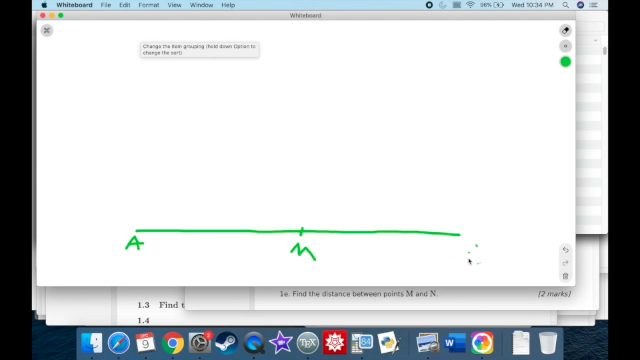 Whiteboard File Edit View Window Help 96% Wed 10:34 PM
Whiteboard
Change the item grouping (hold down Option to
change the sort)
A M
1e. Find the distance between points M and N. [2 marks]
1.3 Find t
1.4